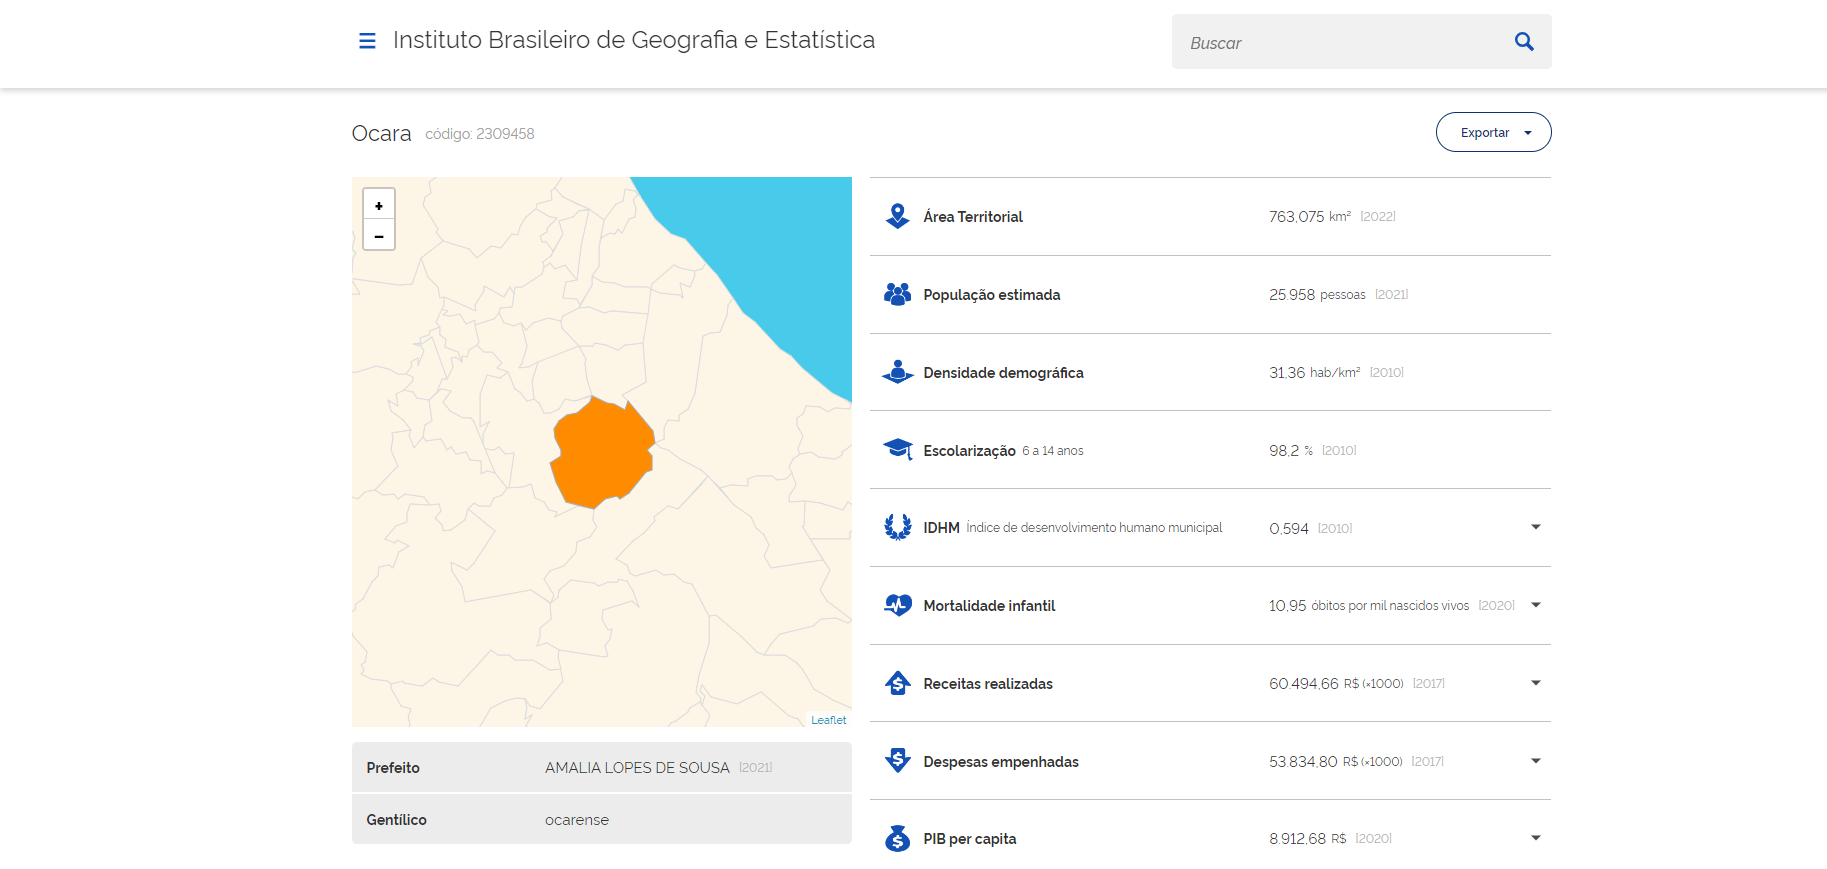 Instituto Brasileiro de Geografia e Estatística
Buscar
Ocara código: 2309458
Exportar
+
−
Leaflet
Prefeito AMALIA LOPES DE SOUSA [2021]
Gentílico ocarense
Área Territorial 763,075 km² [2022]
População estimada 25.958 pessoas [2021]
Densidade demográfica 31,36 hab/km² [2010]
Escolarização 6 a 14 anos 98,2 % [2010]
IDHM Índice de desenvolvimento humano municipal 0,594 [2010]
Mortalidade infantil 10,95 óbitos por mil nascidos vivos [2020]
Receitas realizadas 60.494,66 R$ (×1000) [2017]
Despesas empenhadas 53.834,80 R$ (×1000) [2017]
PIB per capita 8.912,68 R$ [2020]